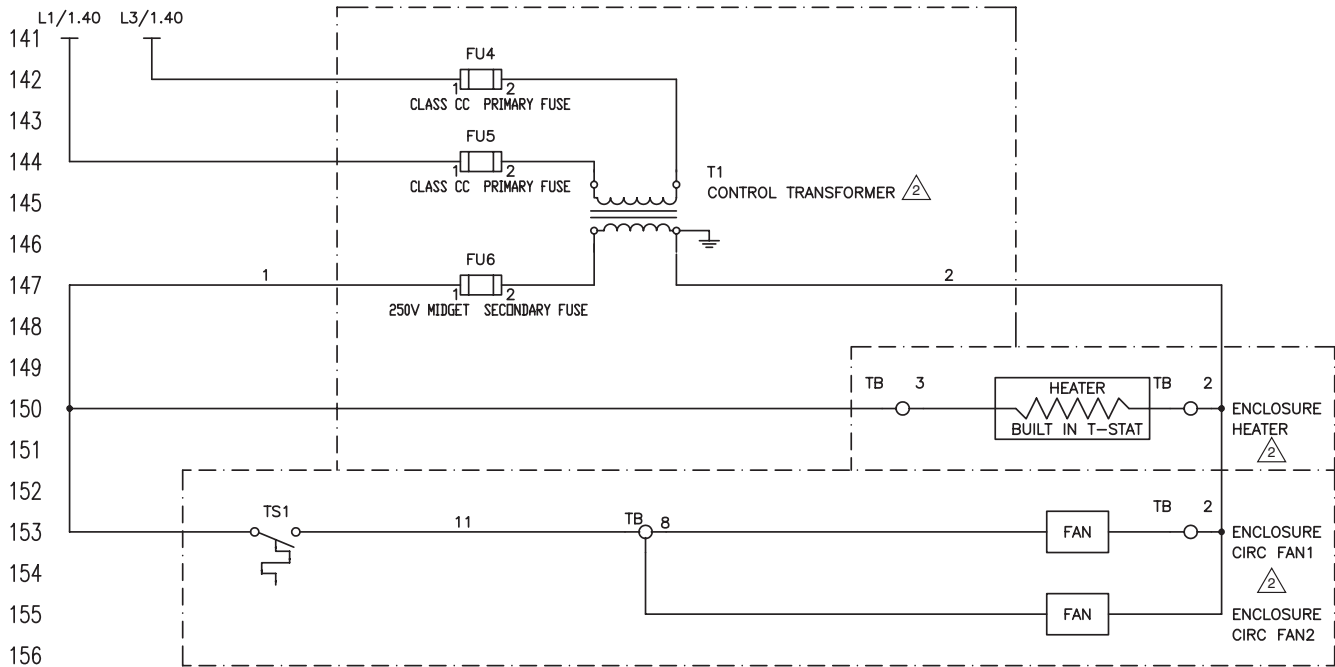 L1/1.40 L3/1.40
141
FU4
142
1 2
CLASS CC PRIMARY FUSE
143
FU5
144
1 2
T1
CLASS CC PRIMARY FUSE
CONTROL TRANSFORMER 2
145
146
FU6
147
1
1 2
2
250V MIDGET SECONDARY FUSE
148
149
TB 3
HEATER
TB 2
150
ENCLOSURE
BUILT IN T-STAT
HEATER
151
2
152
TS1
11
TB 8
TB 2
153
FAN
ENCLOSURE
CIRC FAN1
154
2
155
FAN
ENCLOSURE
CIRC FAN2
156